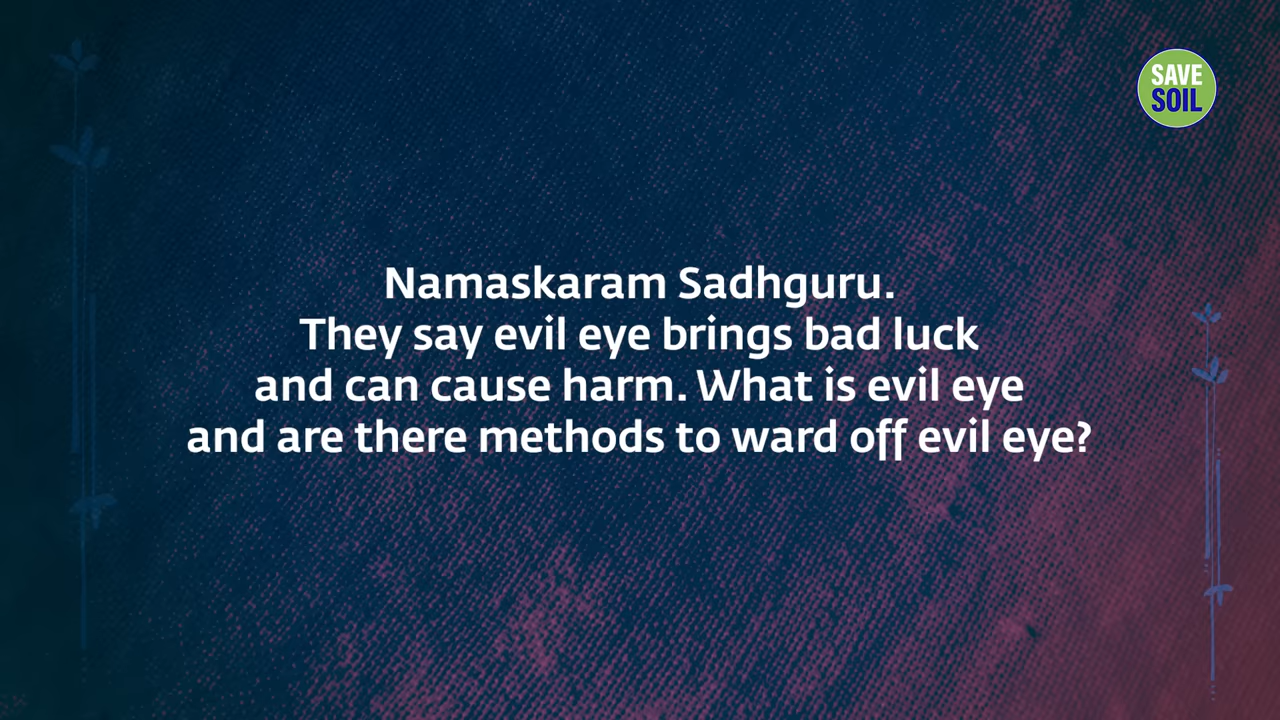 SAVE
SOIL
Namaskaram Sadhguru.
They say evil eye brings bad luck
and can cause harm. What is evil eye
and are there methods to ward off evil eye?